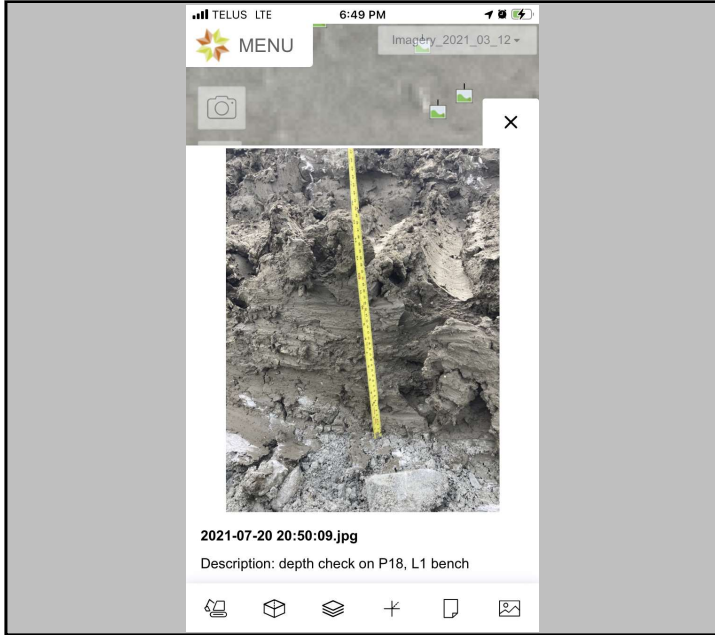 TELUS LTE 6:49 PM
MENU
Imagery_2021_03_12
2021-07-20 20:50:09.jpg
Description: depth check on P18, L1 bench